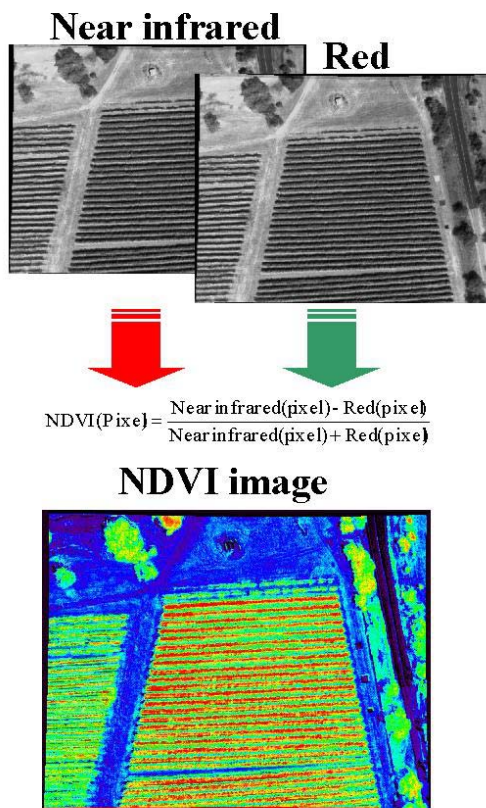 Near infrared
Red
NDVI(Pixel)= Near infrared(pixel)- Red(pixel)
Near infrared(pixel)+ Red(pixel)
NDVI image